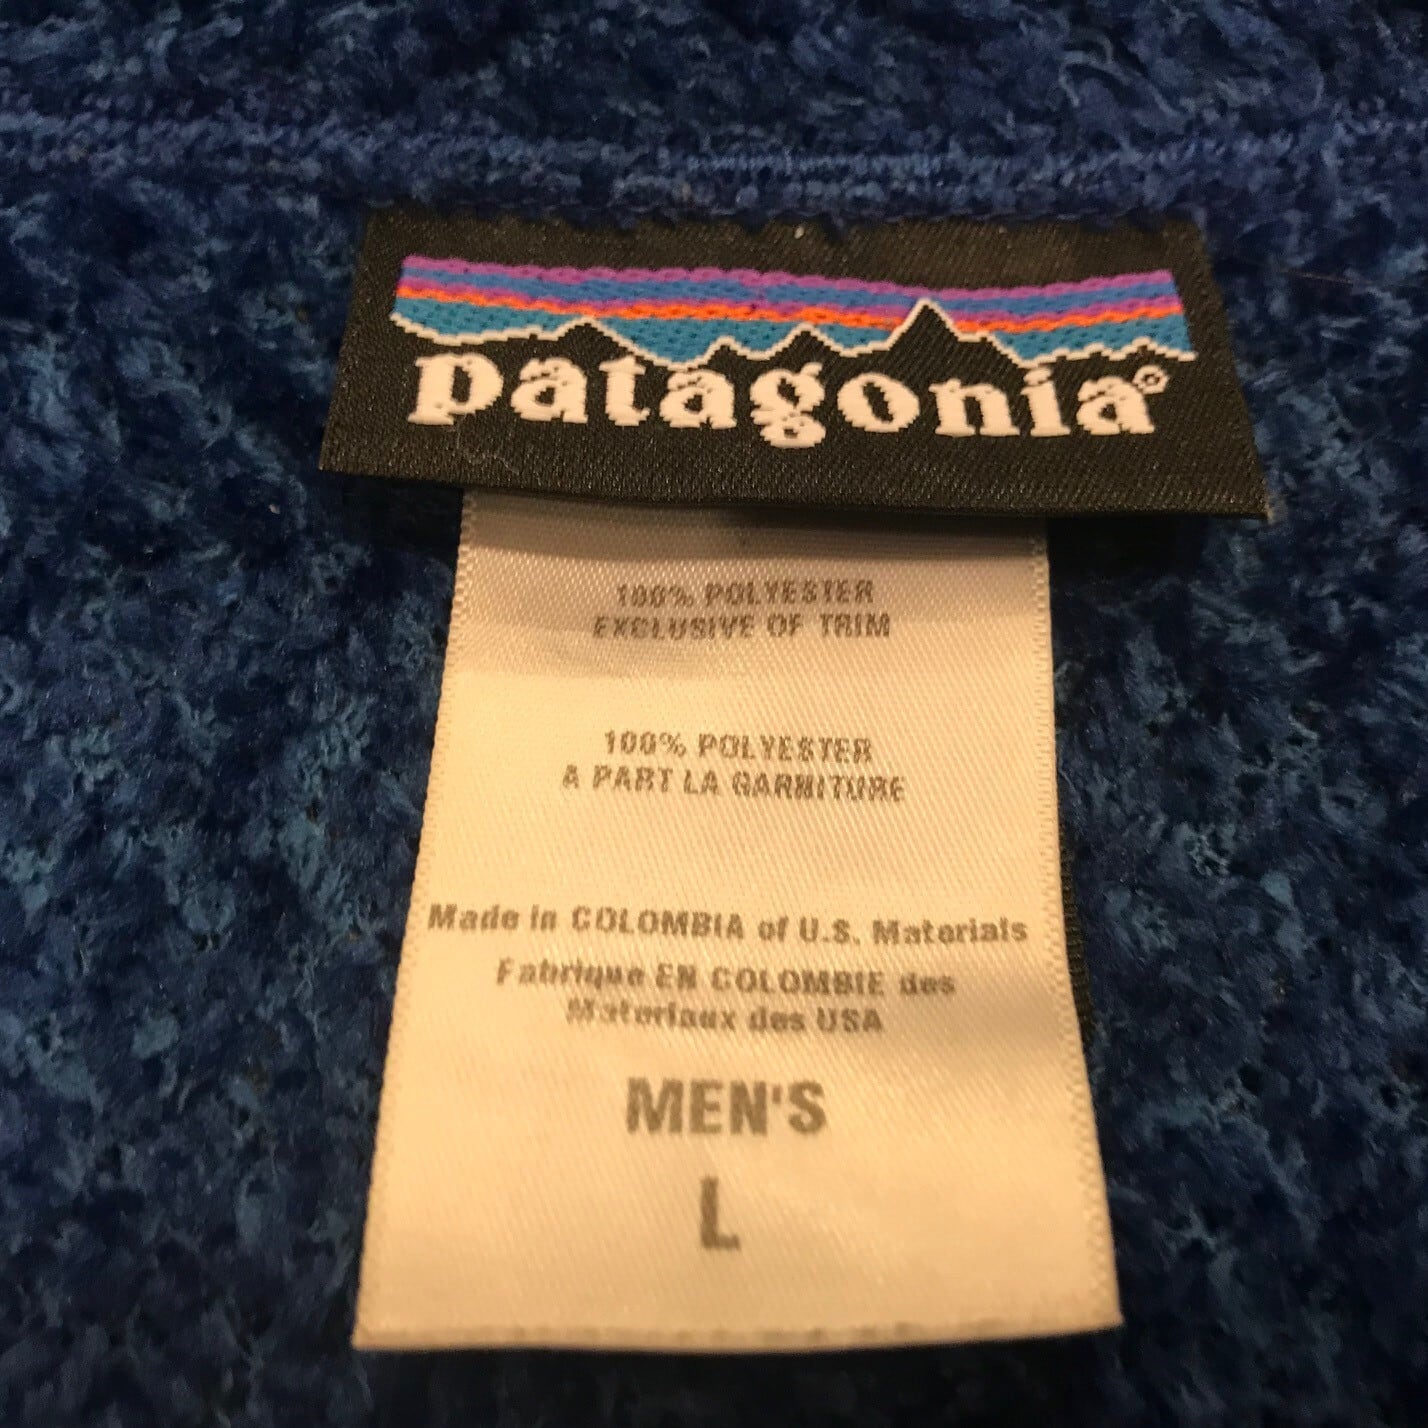 patagonia®
100% POLYESTER
EXCLUSIVE OF TRIM
100% POLYESTER
A PART LA GARNITURE
Made in COLOMBIA of U.S. Materials
Fabrique EN COLOMBIE des
Materiaux des USA
MEN'S
L